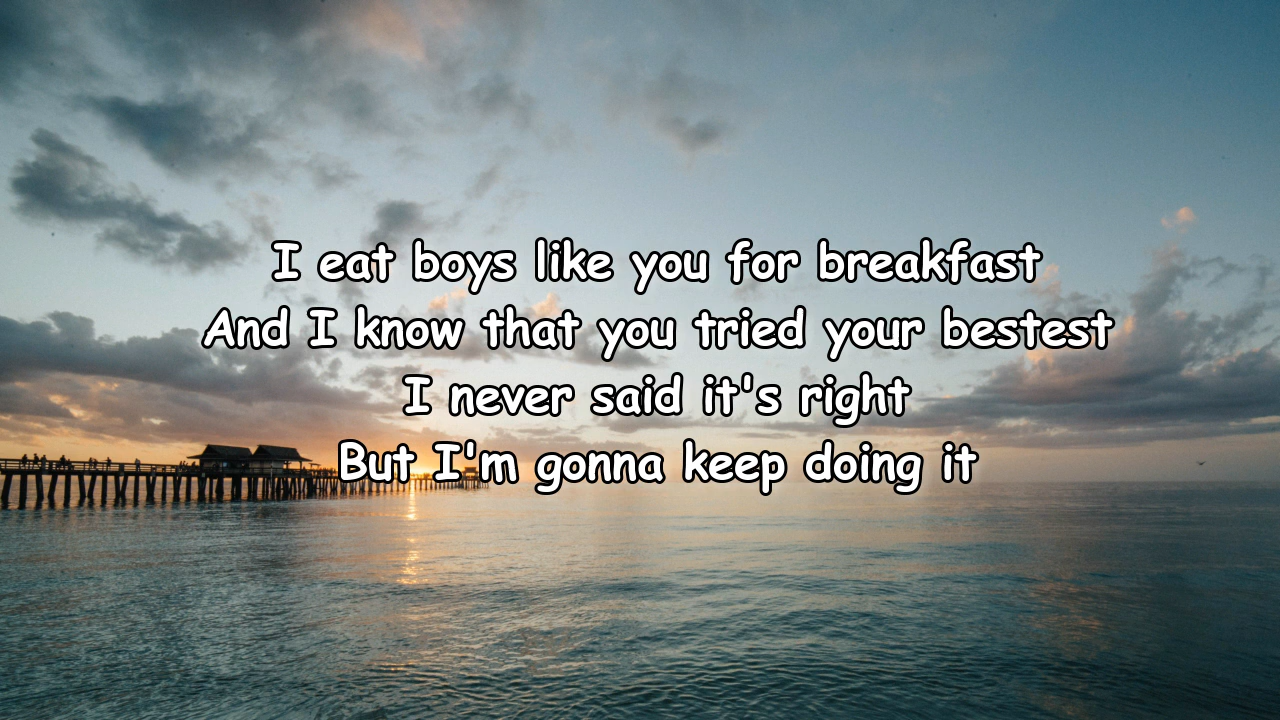 I eat boys like you for breakfast
And I know that you tried your bestest
I never said it's right
But I'm gonna keep doing it